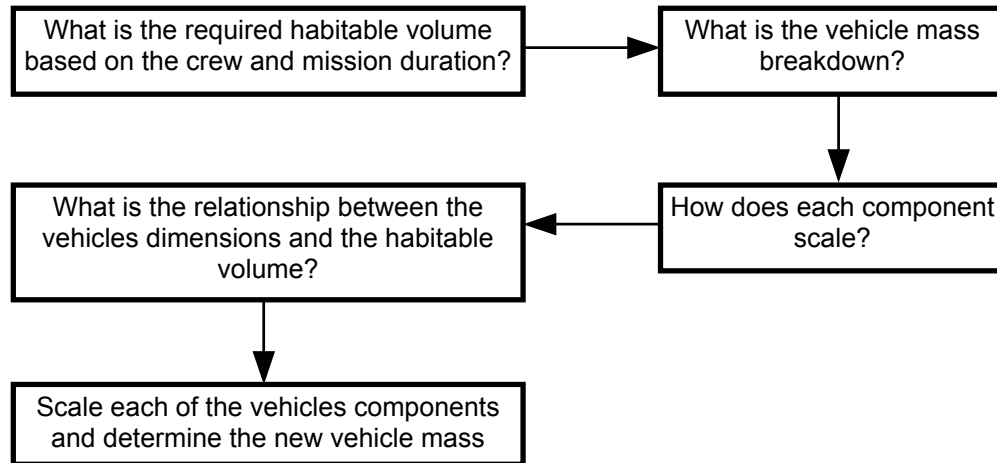 What is the required habitable volume
based on the crew and mission duration?
What is the vehicle mass
breakdown?
How does each component
scale?
What is the relationship between the
vehicles dimensions and the habitable
volume?
Scale each of the vehicles components
and determine the new vehicle mass